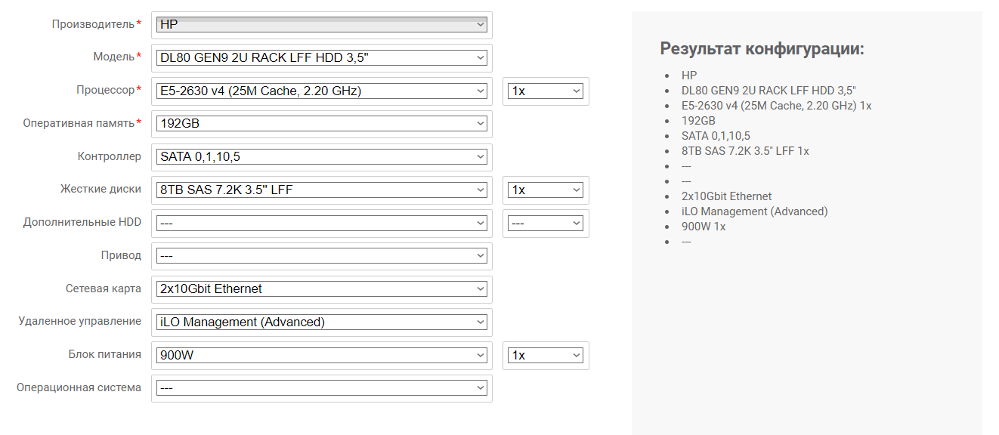 Производитель* HP
Модель* DL80 GEN9 2U RACK LFF HDD 3,5"
Процессор* E5-2630 v4 (25M Cache, 2.20 GHz) 1x
Оперативная память* 192GB
Контроллер SATA 0,1,10,5
Жесткие диски 8TB SAS 7.2K 3.5" LFF 1x
Дополнительные HDD --- ---
Привод ---
Сетевая карта 2x10Gbit Ethernet
Удаленное управление iLO Management (Advanced)
Блок питания 900W 1x
Операционная система ---
Результат конфигурации:
HP
DL80 GEN9 2U RACK LFF HDD 3,5"
E5-2630 v4 (25M Cache, 2.20 GHz) 1x
192GB
SATA 0,1,10,5
8TB SAS 7.2K 3.5" LFF 1x
---
---
2x10Gbit Ethernet
iLO Management (Advanced)
900W 1x
---